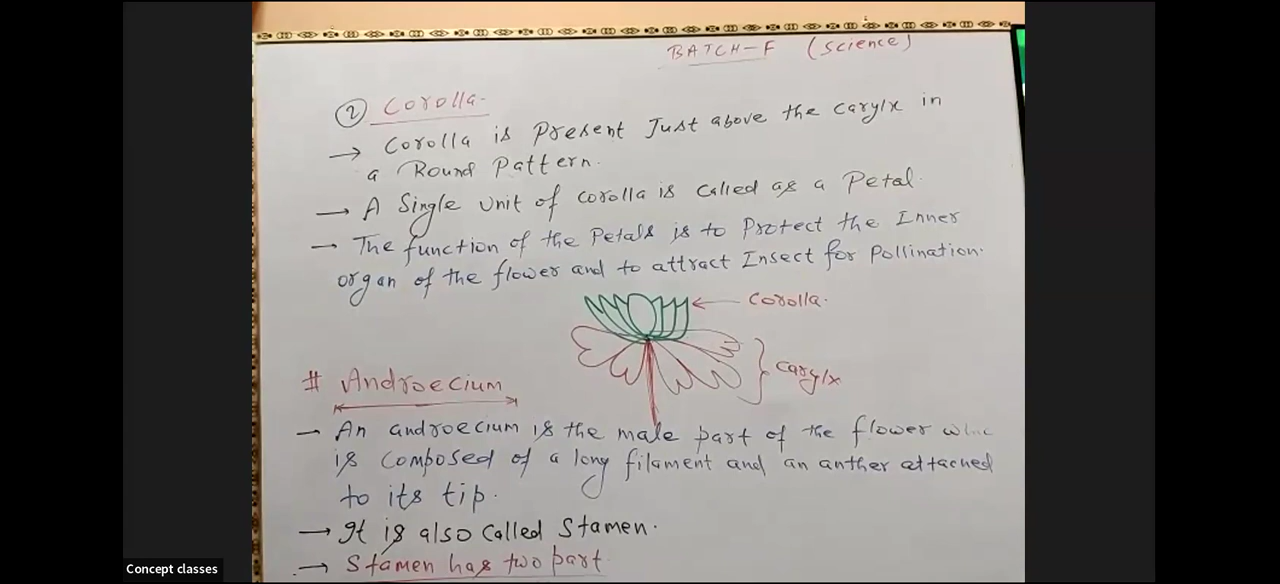 BATCH-F (Science)
② Corolla-
→ Corolla is Present Just above the Carylx in
a Round Pattern.
→ A Single Unit of Corolla is Called as a Petal.
→ The function of the Petals is to Protect the Inner
organ of the flower and to attract Insect for Pollination.
← Corolla.
} Carylx
# Androecium
→ An androecium is the male part of the flower
is composed of a long filament and an anther attached
to its tip.
→ It is also Called Stamen.
→ Stamen has two part.
Concept classes